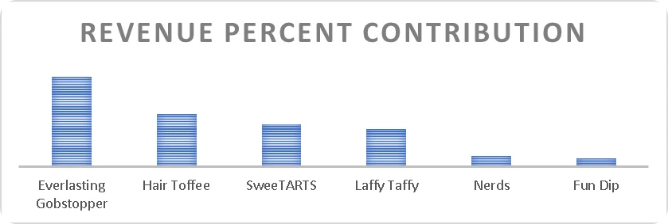 REVENUE PERCENT CONTRIBUTION
Everlasting
Gobstopper
Hair Toffee
SweeTARTS
Laffy Taffy
Nerds
Fun Dip